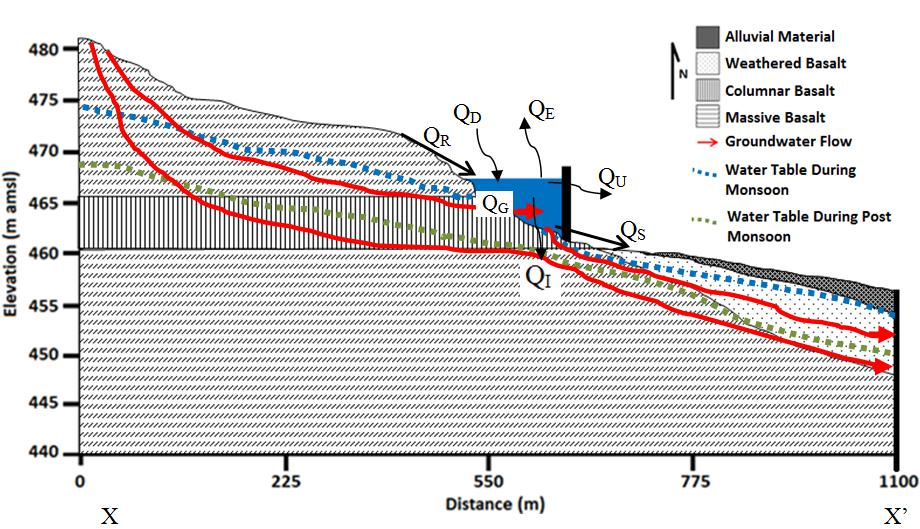 Alluvial Material
Weathered Basalt
Columnar Basalt
Massive Basalt
Groundwater Flow
Water Table During
Monsoon
Water Table During Post
Monsoon
N
Elevation (m amsl)
480
475
470
465
460
455
450
445
440
QR
QD
QE
QU
QG
QS
QI
0
225
550
775
1100
Distance (m)
X
X’